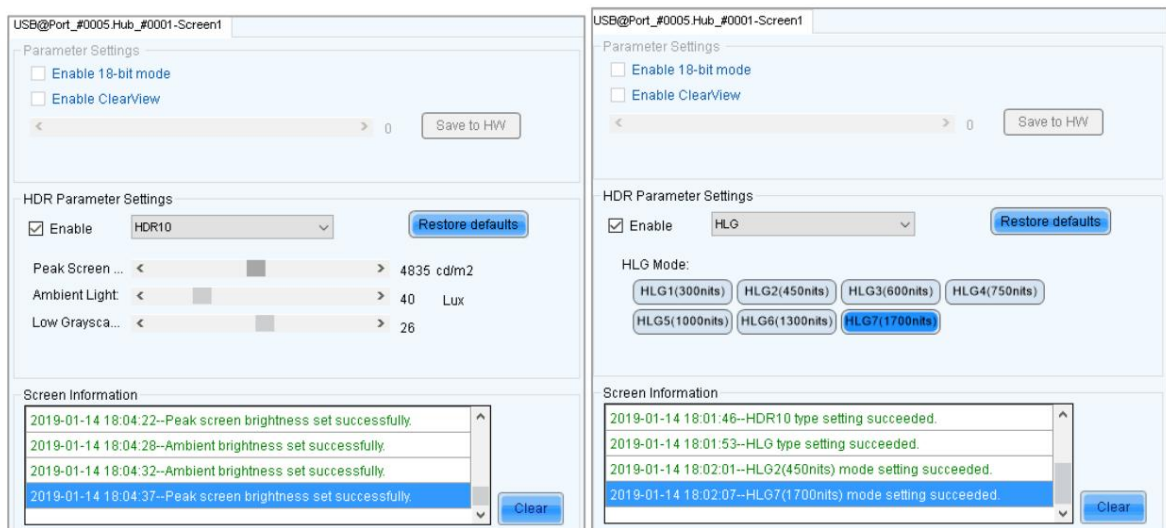 USB@Port_#0005.Hub_#0001-Screen1
Parameter Settings
Enable 18-bit mode
Enable ClearView
0
Save to HW
HDR Parameter Settings
Enable
HDR10
Restore defaults
Peak Screen ...
4835 cd/m2
Ambient Light:
40 Lux
Low Graysca...
26
Screen Information
2019-01-14 18:04:22--Peak screen brightness set successfully.
2019-01-14 18:04:28--Ambient brightness set successfully.
2019-01-14 18:04:32--Ambient brightness set successfully.
2019-01-14 18:04:37--Peak screen brightness set successfully.
Clear
USB@Port_#0005.Hub_#0001-Screen1
Parameter Settings
Enable 18-bit mode
Enable ClearView
0
Save to HW
HDR Parameter Settings
Enable
HLG
Restore defaults
HLG Mode:
HLG1(300nits) HLG2(450nits) HLG3(600nits) HLG4(750nits)
HLG5(1000nits) HLG6(1300nits) HLG7(1700nits)
Screen Information
2019-01-14 18:01:46--HDR10 type setting succeeded.
2019-01-14 18:01:53--HLG type setting succeeded.
2019-01-14 18:02:01--HLG2(450nits) mode setting succeeded.
2019-01-14 18:02:07--HLG7(1700nits) mode setting succeeded.
Clear